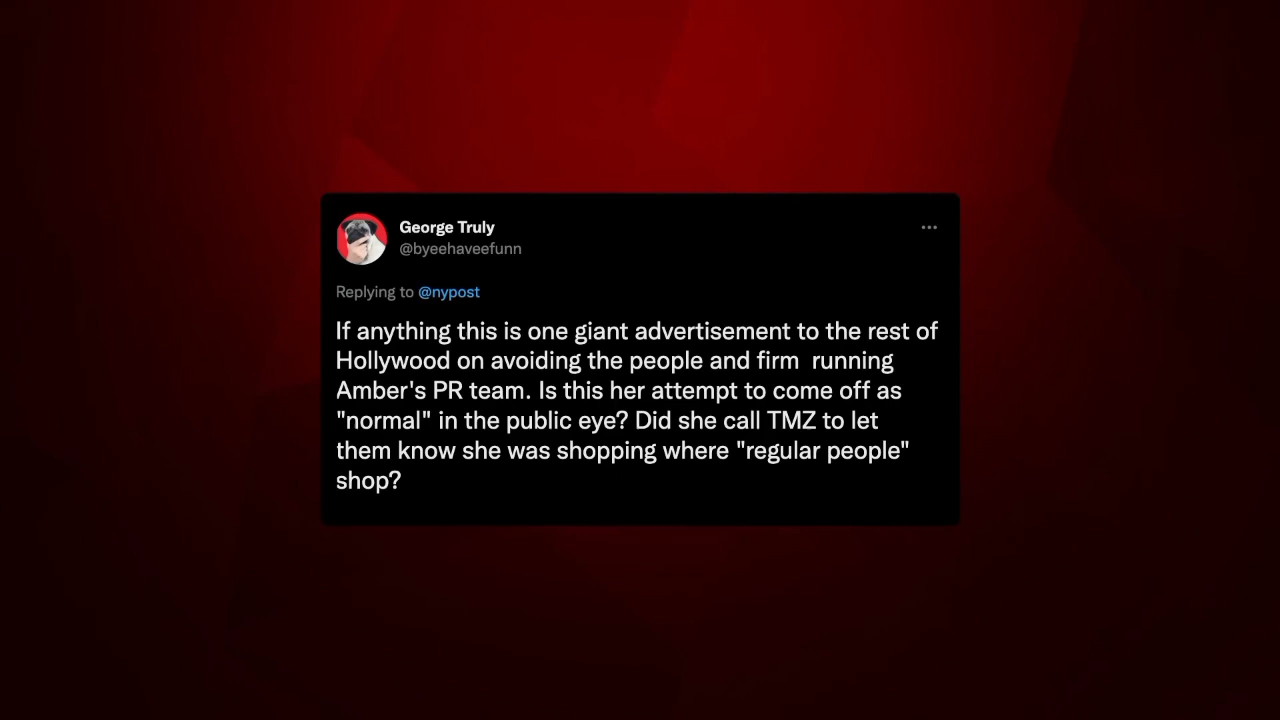 George Truly
@byeehaveefunn
Replying to @nypost
If anything this is one giant advertisement to the rest of
Hollywood on avoiding the people and firm  running
Amber's PR team. Is this her attempt to come off as
"normal" in the public eye? Did she call TMZ to let
them know she was shopping where "regular people"
shop?